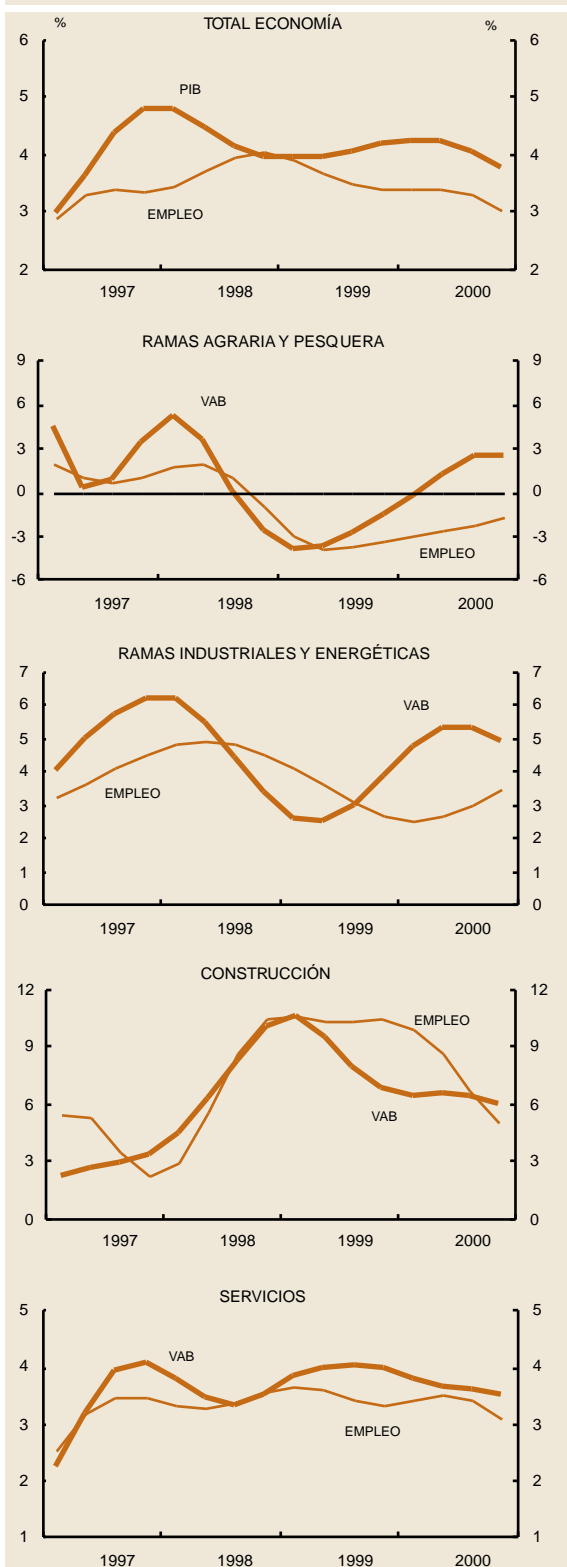 TOTAL ECONOMÍA
% %
6 6
5 5
PIB
4 4
3 3
EMPLEO
2 2
1997 1998 1999 2000
RAMAS AGRARIA Y PESQUERA
9 9
6 6
VAB
3 3
0 0
-3 -3
EMPLEO
-6 -6
1997 1998 1999 2000
RAMAS INDUSTRIALES Y ENERGÉTICAS
7 7
6 6
VAB
5 5
4 4
EMPLEO
3 3
2 2
1 1
0 0
1997 1998 1999 2000
CONSTRUCCIÓN
12 12
EMPLEO
9 9
6 6
VAB
3 3
0 0
1997 1998 1999 2000
SERVICIOS
5 5
VAB
4 4
3 3
EMPLEO
2 2
1 1
1997 1998 1999 2000